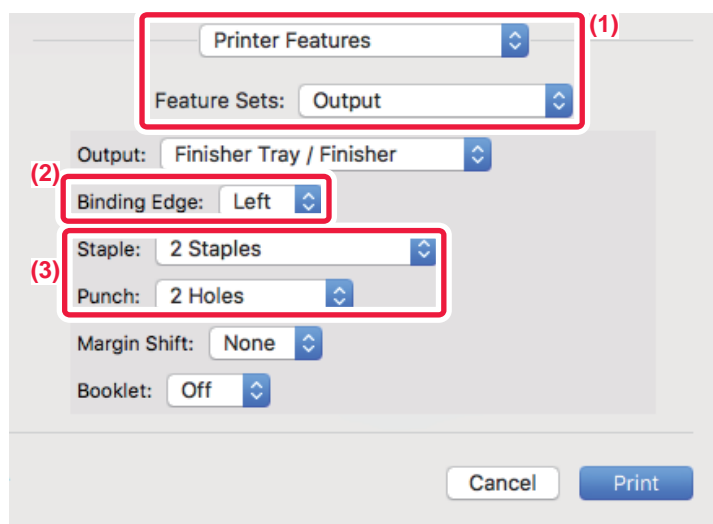 (1)
Printer Features
Feature Sets: Output
Output: Finisher Tray / Finisher
(2)
Binding Edge: Left
(3)
Staple: 2 Staples
Punch: 2 Holes
Margin Shift: None
Booklet: Off
Cancel Print